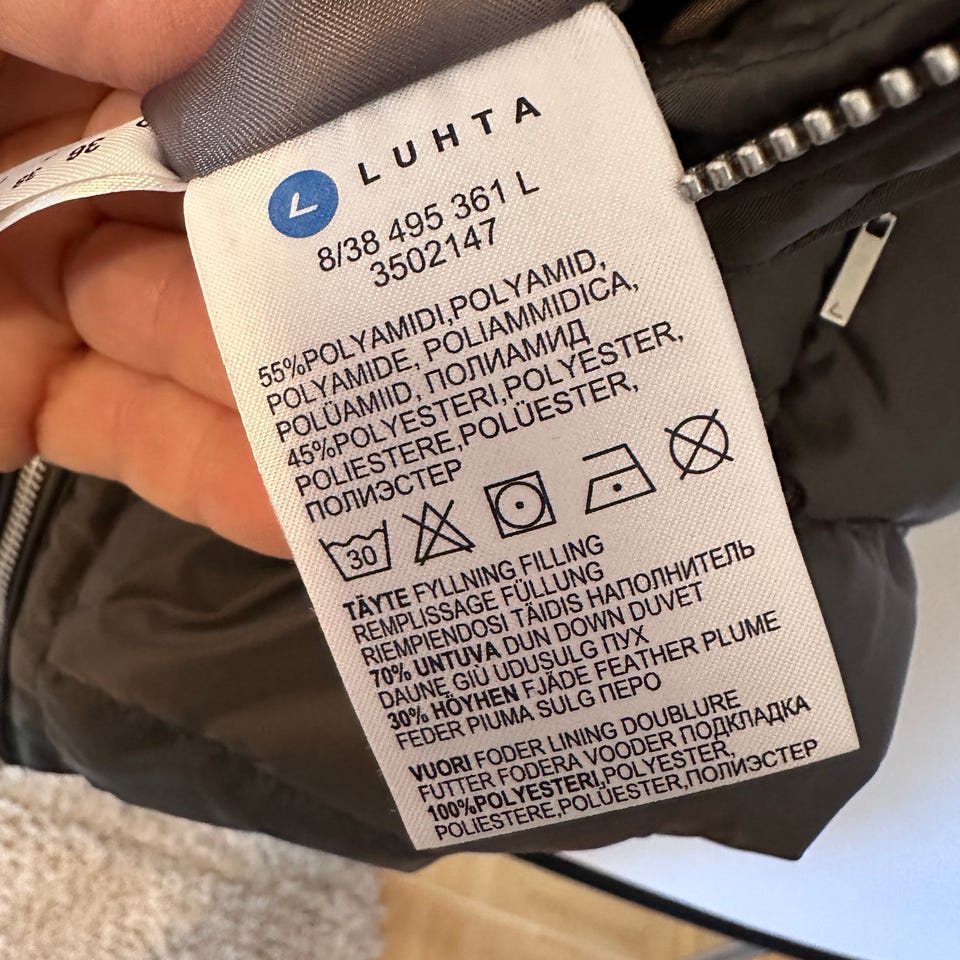 LUHTA
8/38 495 361 L
3502147
55%POLYAMIDI,POLYAMID,
POLYAMIDE, POLIAMMIDICA,
POLÜAMIID, ПОЛИАМИД
45%POLYESTERI,POLYESTER,
POLIESTERE,POLÜESTER,
ПОЛИЭСТЕР
30
TÄYTE FYLLNING FILLING
REMPLISSAGE FÜLLUNG
RIEMPIENDOSI TÄIDIS НАПОЛНИТЕЛЬ
70% UNTUVA DUN DOWN DUVET
DAUNE GIÙ UDUSULG ПУХ
30% HÖYHEN FJÄDE FEATHER PLUME
FEDER PIUMA SULG ПЕРО
VUORI FODER LINING DOUBLURE
FUTTER FODERA VOODER ПОДКЛАДКА
100%POLYESTERI,POLYESTER,
POLIESTERE,POLÜESTER,ПОЛИЭСТЕР
38